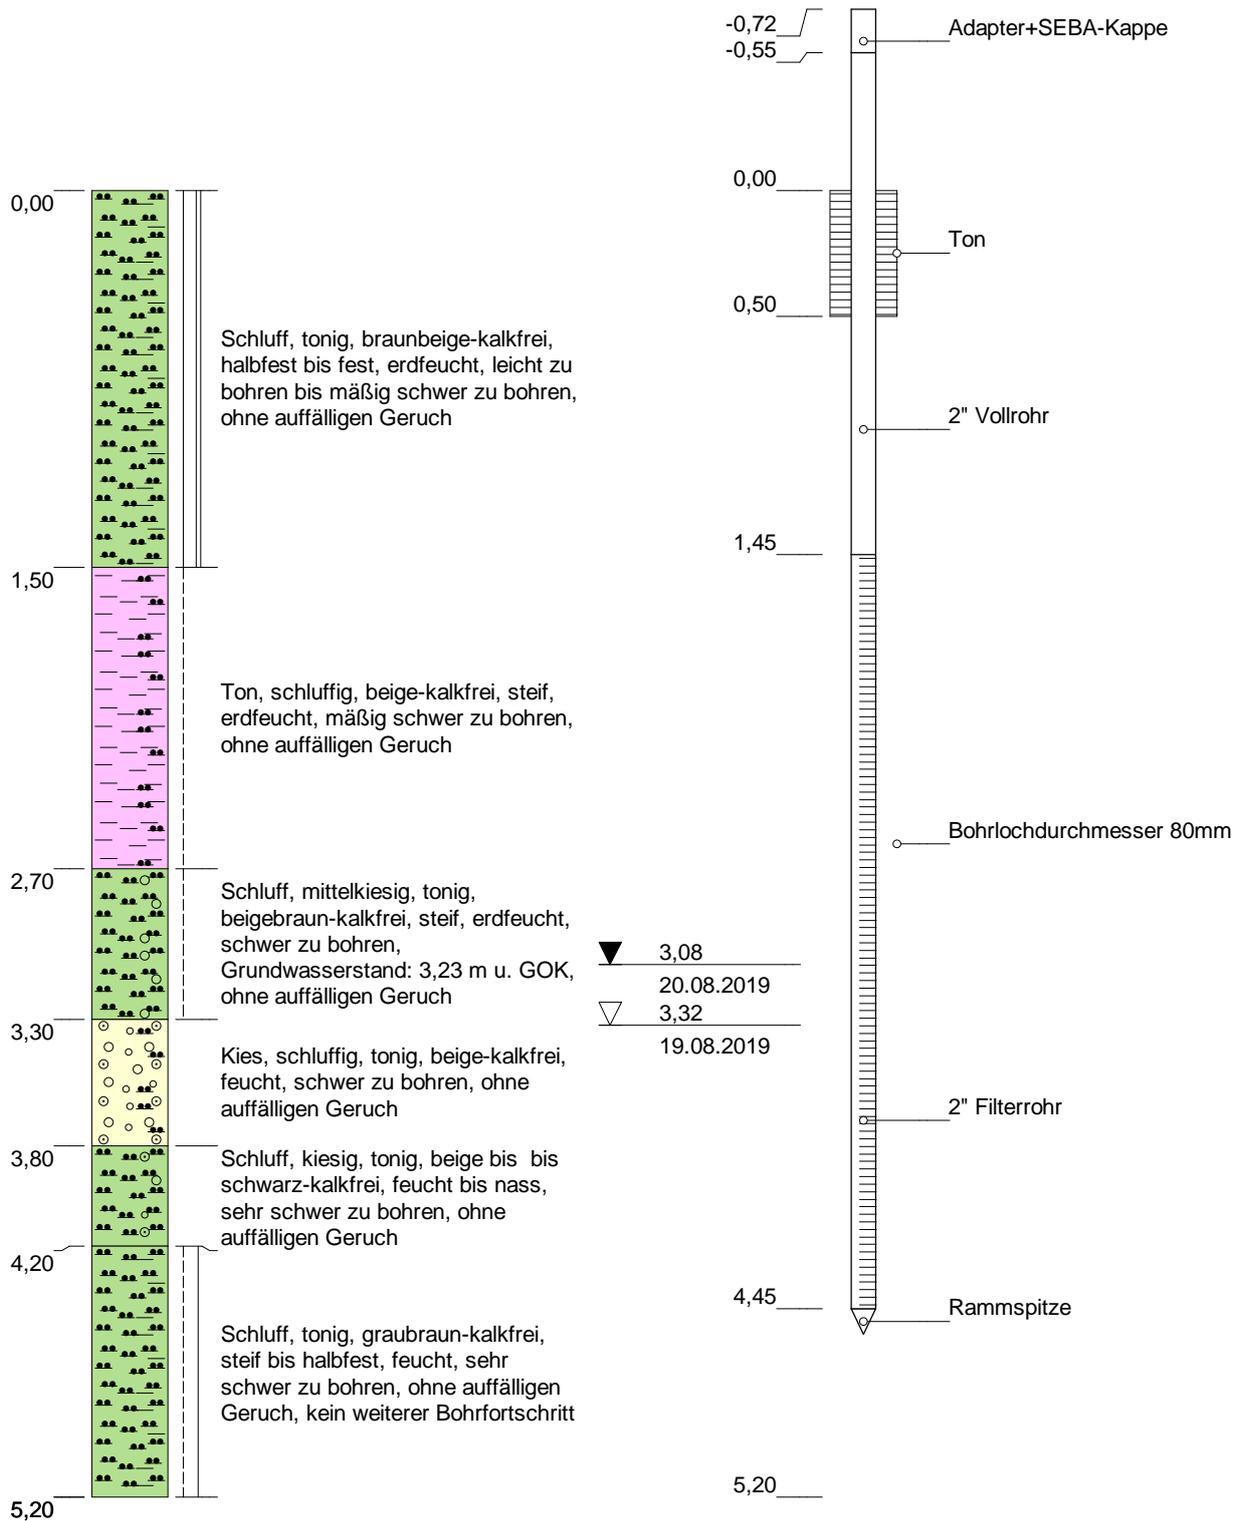 -0,72
-0,55
Adapter+SEBA-Kappe
0,00
0,00
Ton
0,50
Schluff, tonig, braunbeige-kalkfrei,
halbfest bis fest, erdfeucht, leicht zu
bohren bis mäßig schwer zu bohren,
ohne auffälligen Geruch
2" Vollrohr
1,45
1,50
Ton, schluffig, beige-kalkfrei, steif,
erdfeucht, mäßig schwer zu bohren,
ohne auffälligen Geruch
Bohrlochdurchmesser 80mm
2,70
Schluff, mittelkiesig, tonig,
beigebraun-kalkfrei, steif, erdfeucht,
schwer zu bohren,
Grundwasserstand: 3,23 m u. GOK,
ohne auffälligen Geruch
3,08
20.08.2019
3,32
19.08.2019
3,30
Kies, schluffig, tonig, beige-kalkfrei,
feucht, schwer zu bohren, ohne
auffälligen Geruch
2" Filterrohr
3,80
Schluff, kiesig, tonig, beige bis  bis
schwarz-kalkfrei, feucht bis nass,
sehr schwer zu bohren, ohne
auffälligen Geruch
4,20
4,45
Rammspitze
Schluff, tonig, graubraun-kalkfrei,
steif bis halbfest, feucht, sehr
schwer zu bohren, ohne auffälligen
Geruch, kein weiterer Bohrfortschritt
5,20
5,20